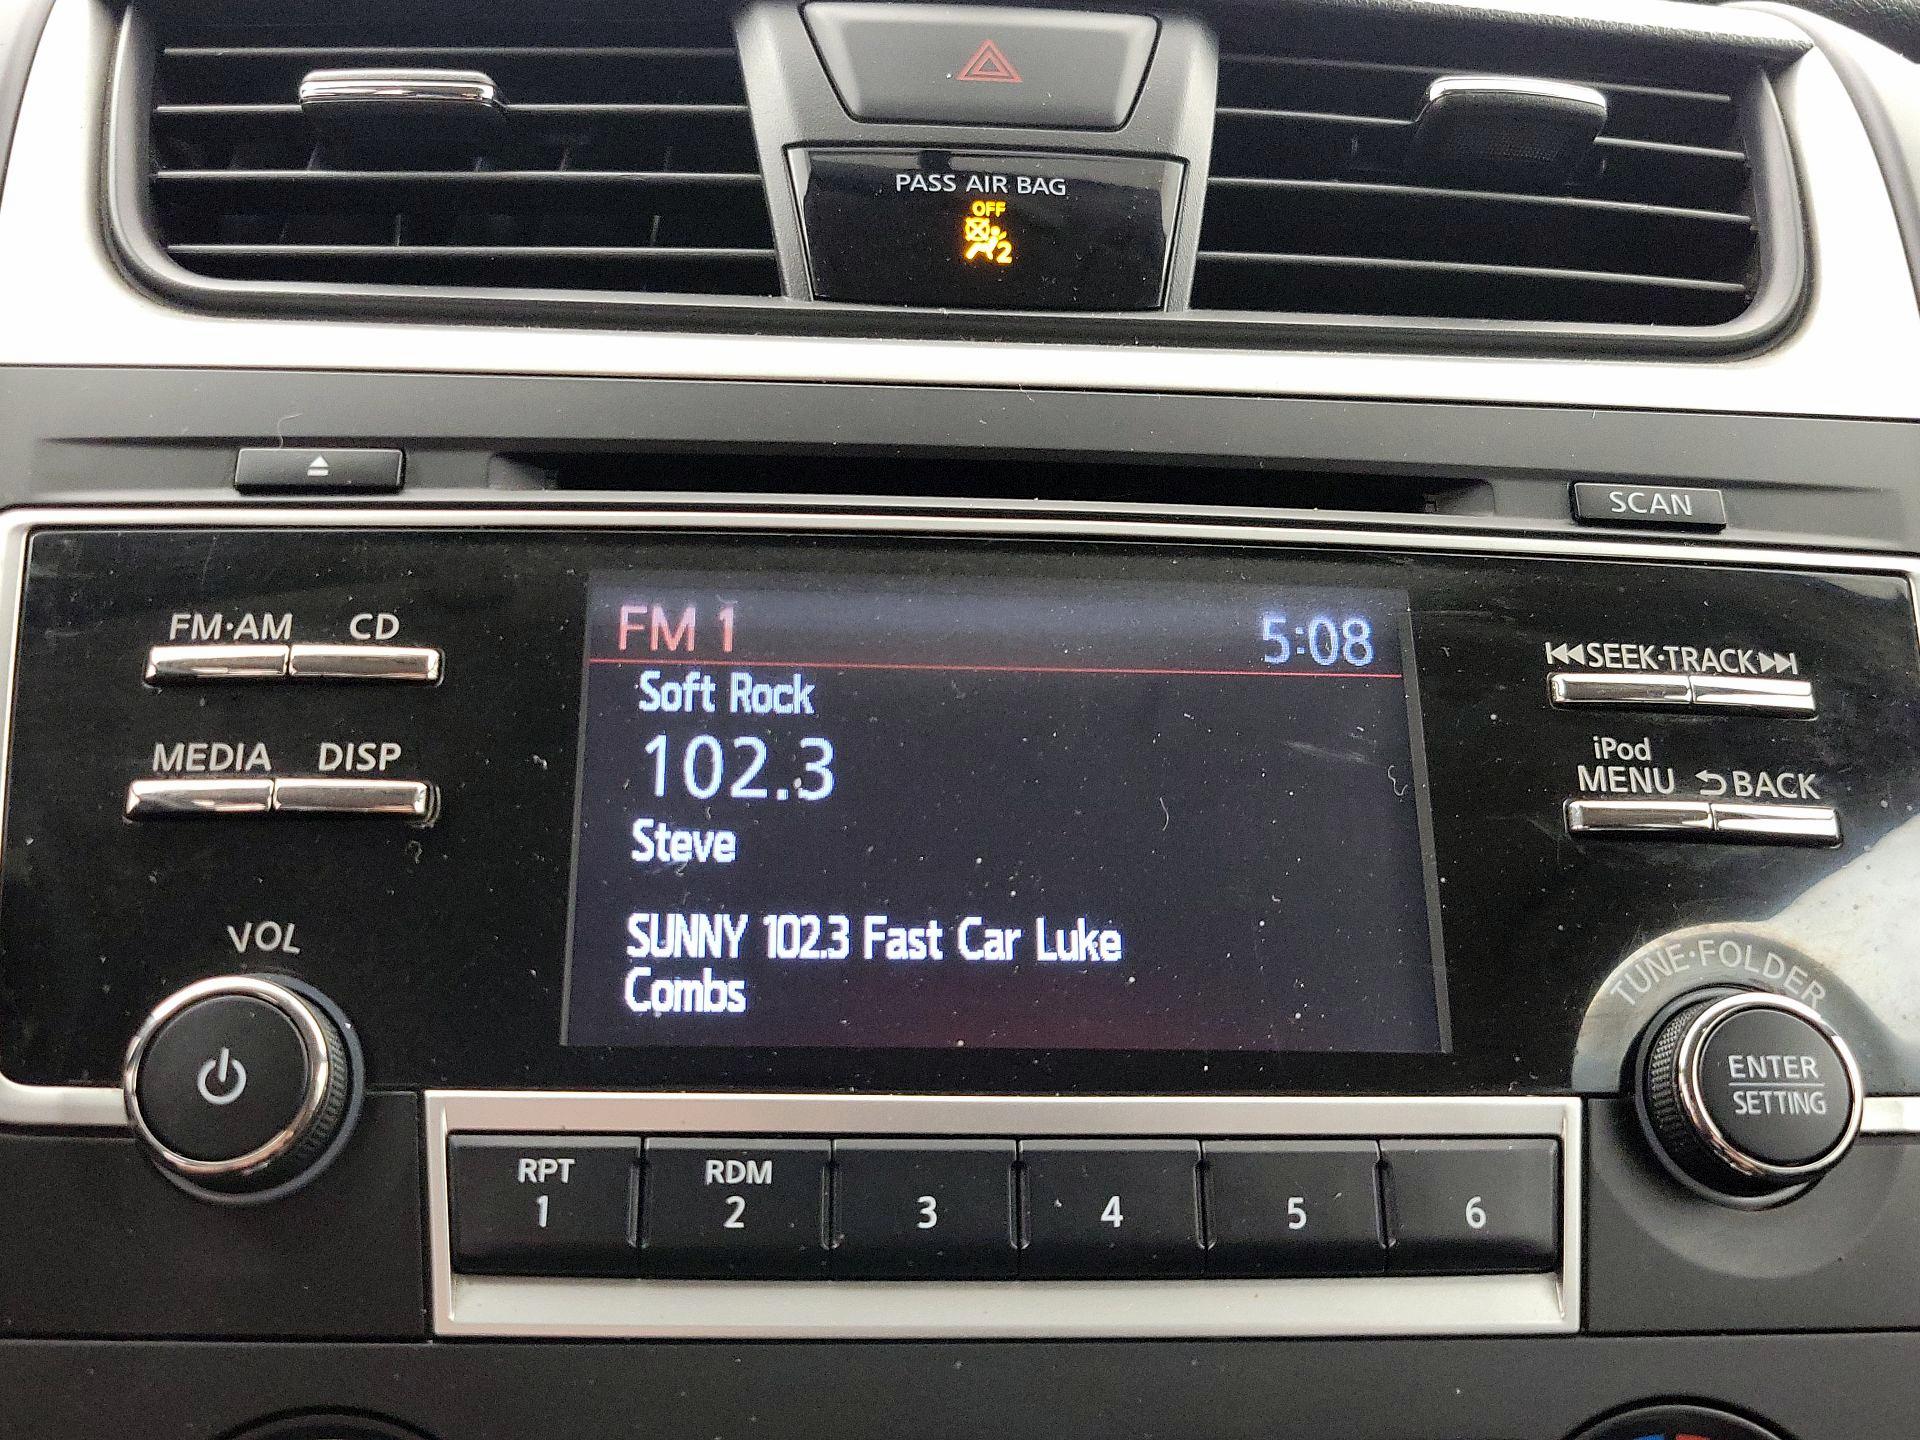 PASS AIR BAG
OFF
2
SCAN
FM·AM CD
MEDIA DISP
VOL
FM 1 5:08
Soft Rock
102.3
Steve
SUNNY 102.3 Fast Car Luke
Combs
SEEK·TRACK
iPod
MENU BACK
TUNE·FOLDER
ENTER
SETTING
RPT RDM
1 2 3 4 5 6